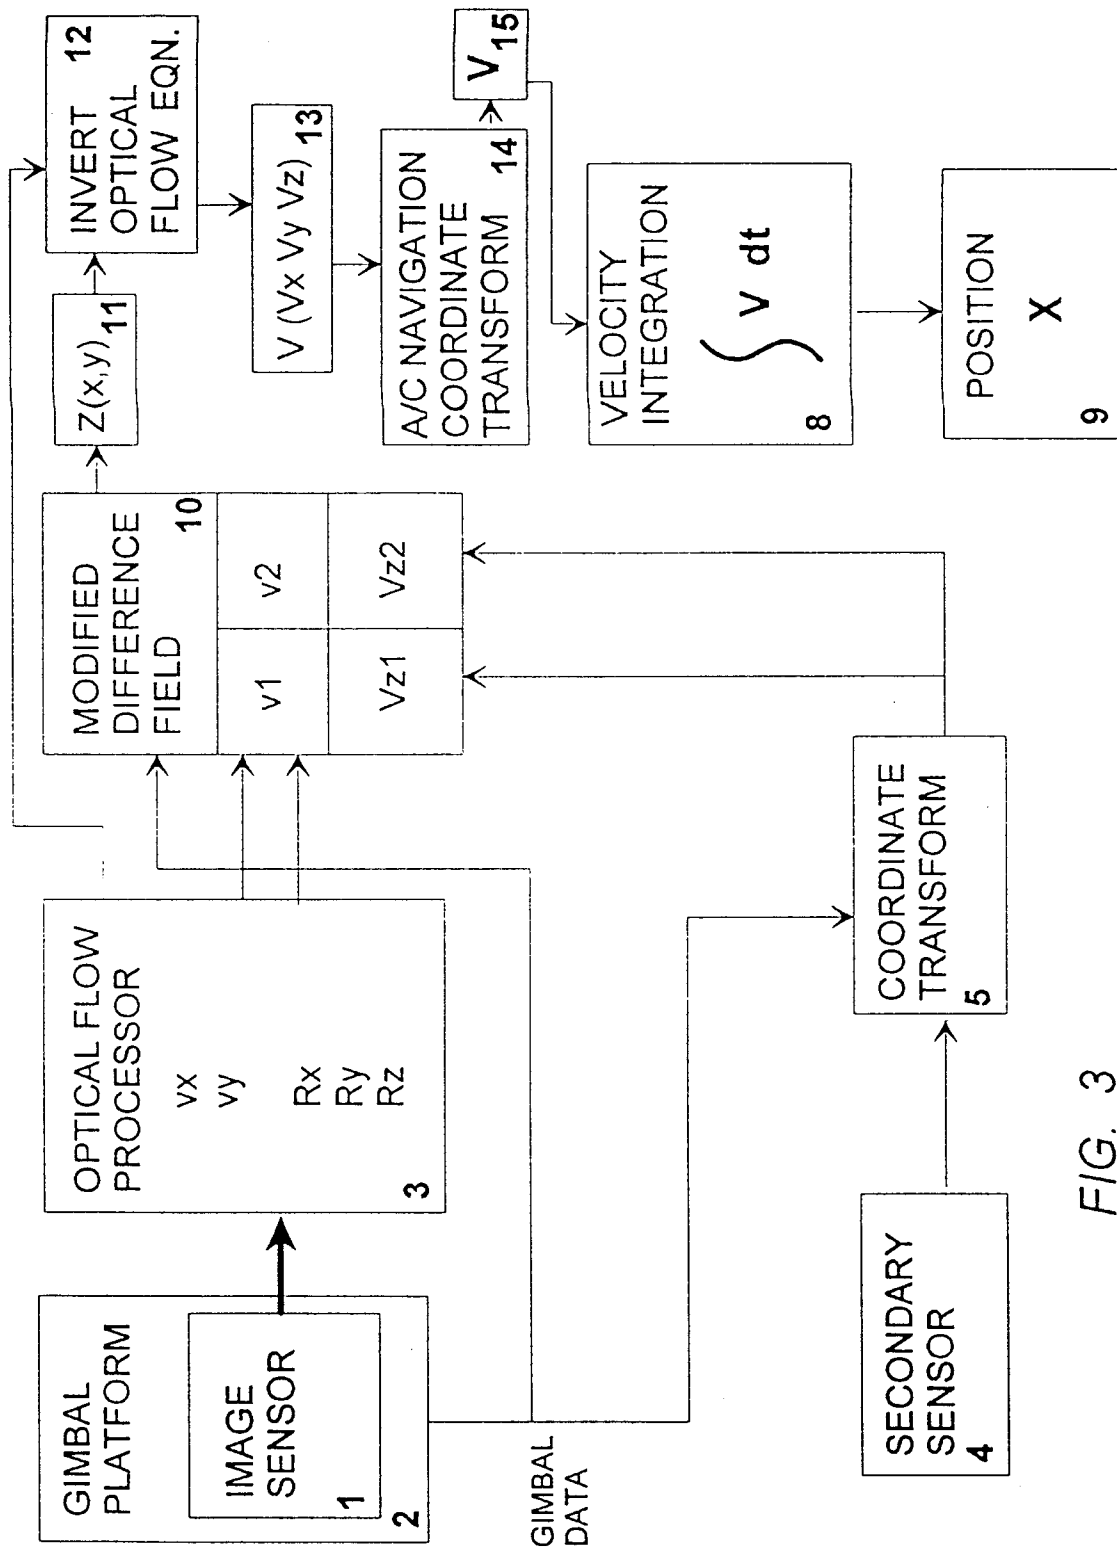 GIMBAL
PLATFORM
IMAGE
SENSOR
1
2
GIMBAL
DATA
OPTICAL FLOW
PROCESSOR
vx
vy
Rx
Ry
Rz
3
SECONDARY
SENSOR
4
COORDINATE
TRANSFORM
5
MODIFIED
DIFFERENCE
FIELD
10
v1
v2
Vz1
Vz2
Z(x,y)
11
INVERT
OPTICAL
FLOW EQN.
12
V (Vx Vy Vz)
13
A/C NAVIGATION
COORDINATE
TRANSFORM
14
V
15
VELOCITY
INTEGRATION
∫ V dt
8
POSITION
X
9
FIG. 3